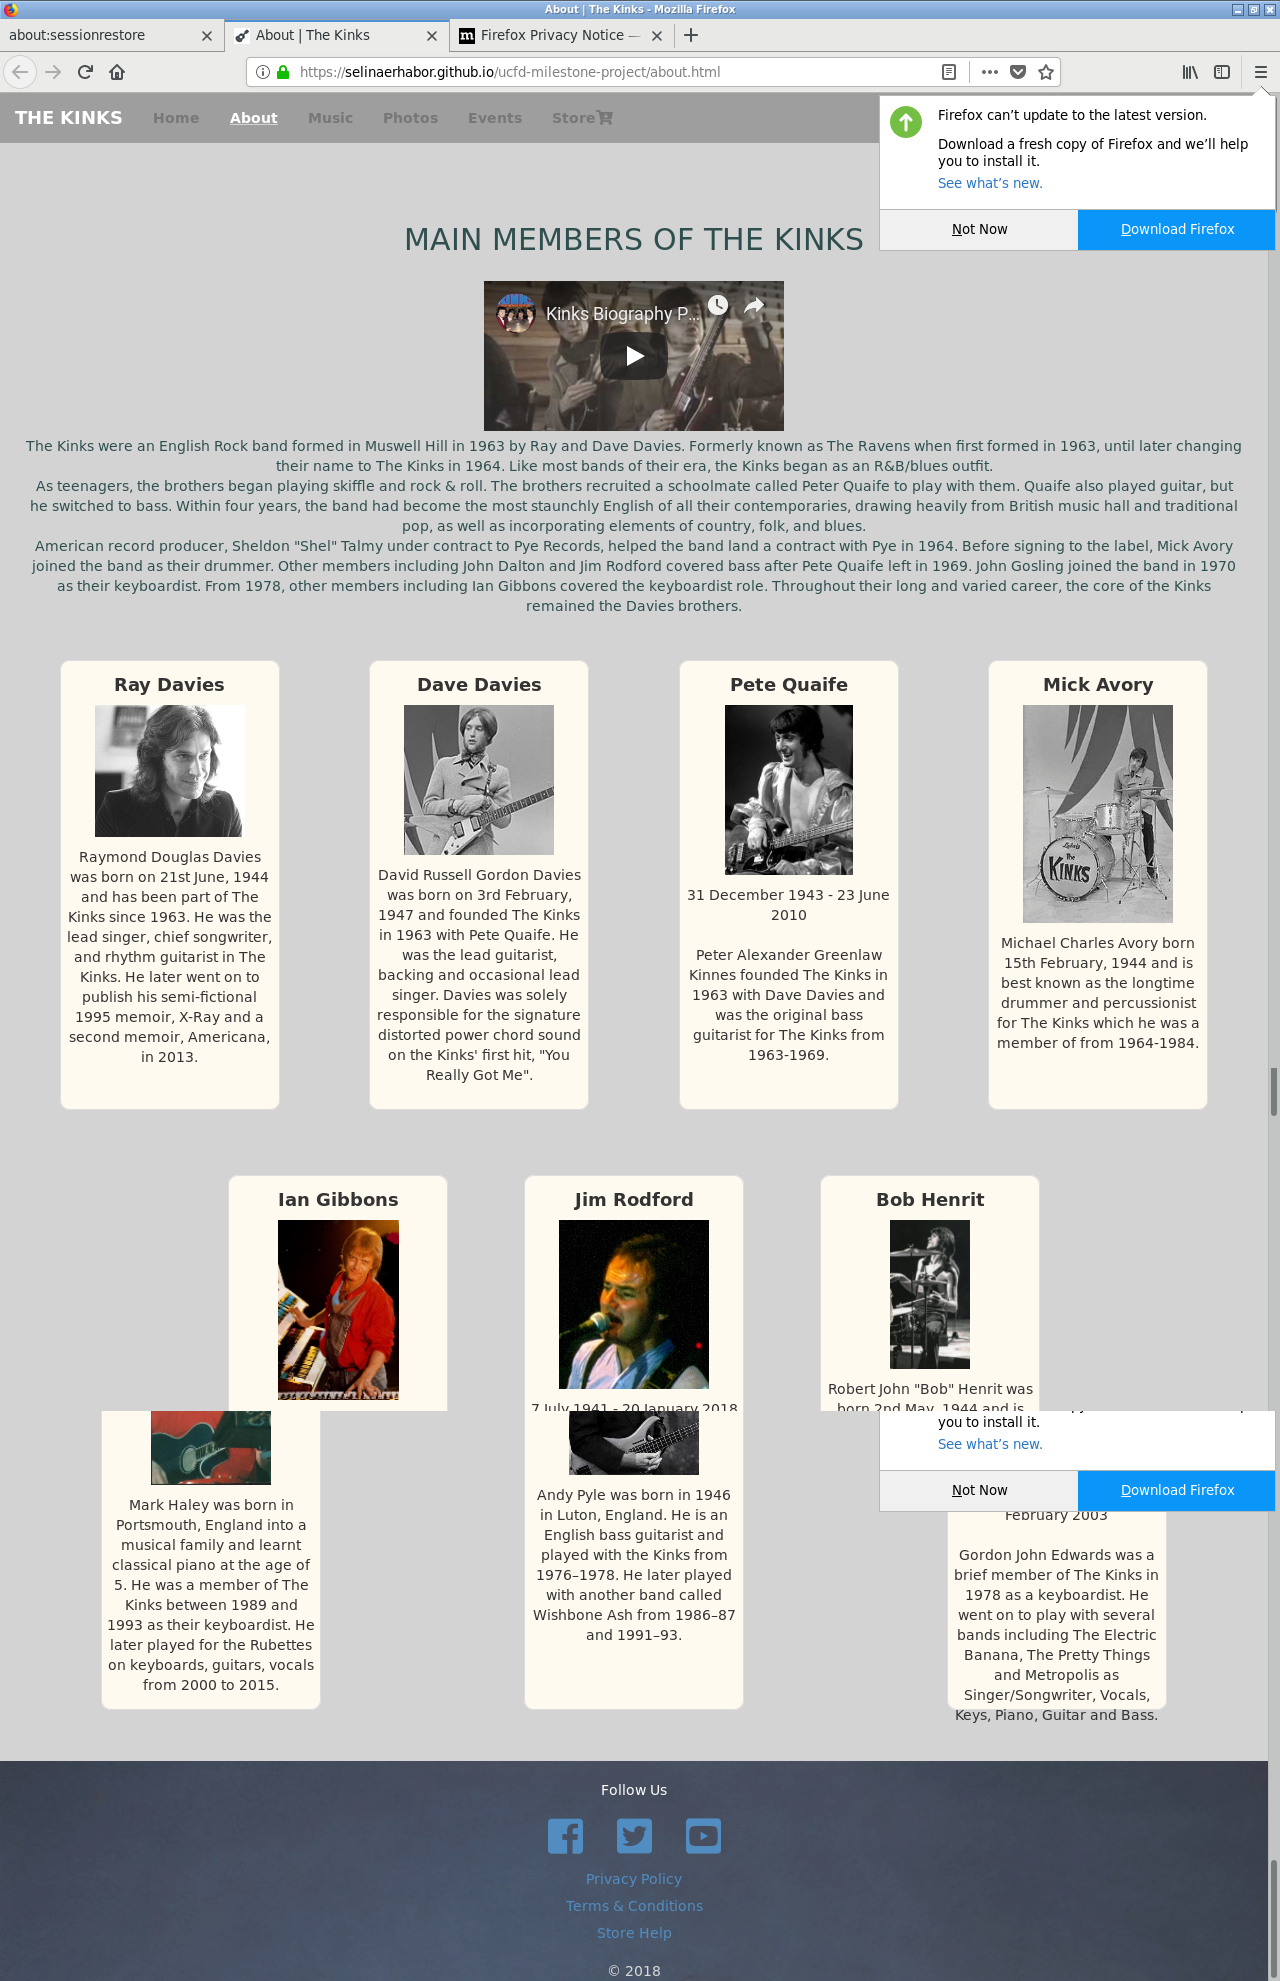 About | The Kinks - Mozilla Firefox
about:sessionrestore
About | The Kinks
m
Firefox Privacy Notice —
https://selinaerhabor.github.io/ucfd-milestone-project/about.html
THE KINKS
Home
About
Music
Photos
Events
Store
Firefox can’t update to the latest version.
Download a fresh copy of Firefox and we’ll help
you to install it.
See what’s new.
Not Now
Download Firefox
MAIN MEMBERS OF THE KINKS
Kinks Biography P...
The Kinks were an English Rock band formed in Muswell Hill in 1963 by Ray and Dave Davies. Formerly known as The Ravens when first formed in 1963, until later changing
their name to The Kinks in 1964. Like most bands of their era, the Kinks began as an R&B/blues outfit.
As teenagers, the brothers began playing skiffle and rock & roll. The brothers recruited a schoolmate called Peter Quaife to play with them. Quaife also played guitar, but
he switched to bass. Within four years, the band had become the most staunchly English of all their contemporaries, drawing heavily from British music hall and traditional
pop, as well as incorporating elements of country, folk, and blues.
American record producer, Sheldon "Shel" Talmy under contract to Pye Records, helped the band land a contract with Pye in 1964. Before signing to the label, Mick Avory
joined the band as their drummer. Other members including John Dalton and Jim Rodford covered bass after Pete Quaife left in 1969. John Gosling joined the band in 1970
as their keyboardist. From 1978, other members including Ian Gibbons covered the keyboardist role. Throughout their long and varied career, the core of the Kinks
remained the Davies brothers.
Ray Davies
Raymond Douglas Davies
was born on 21st June, 1944
and has been part of The
Kinks since 1963. He was the
lead singer, chief songwriter,
and rhythm guitarist in The
Kinks. He later went on to
publish his semi-fictional
1995 memoir, X-Ray and a
second memoir, Americana,
in 2013.
Dave Davies
David Russell Gordon Davies
was born on 3rd February,
1947 and founded The Kinks
in 1963 with Pete Quaife. He
was the lead guitarist,
backing and occasional lead
singer. Davies was solely
responsible for the signature
distorted power chord sound
on the Kinks' first hit, "You
Really Got Me".
Pete Quaife
31 December 1943 - 23 June
2010
Peter Alexander Greenlaw
Kinnes founded The Kinks in
1963 with Dave Davies and
was the original bass
guitarist for The Kinks from
1963-1969.
Mick Avory
Ludwig
The
KINKS
Michael Charles Avory born
15th February, 1944 and is
best known as the longtime
drummer and percussionist
for The Kinks which he was a
member of from 1964-1984.
Ian Gibbons
Jim Rodford
7 July 1941 - 20 January 2018
Bob Henrit
Robert John "Bob" Henrit was
born 2nd May, 1944 and is
you to install it.
See what’s new.
Not Now
Download Firefox
Mark Haley was born in
Portsmouth, England into a
musical family and learnt
classical piano at the age of
5. He was a member of The
Kinks between 1989 and
1993 as their keyboardist. He
later played for the Rubettes
on keyboards, guitars, vocals
from 2000 to 2015.
Andy Pyle was born in 1946
in Luton, England. He is an
English bass guitarist and
played with the Kinks from
1976–1978. He later played
with another band called
Wishbone Ash from 1986–87
and 1991–93.
February 2003
Gordon John Edwards was a
brief member of The Kinks in
1978 as a keyboardist. He
went on to play with several
bands including The Electric
Banana, The Pretty Things
and Metropolis as
Singer/Songwriter, Vocals,
Keys, Piano, Guitar and Bass.
Follow Us
Privacy Policy
Terms & Conditions
Store Help
© 2018